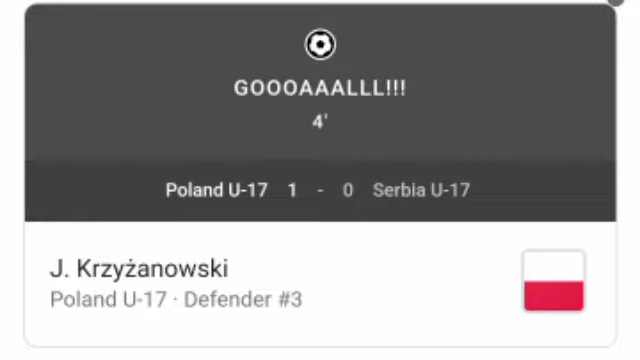 GOOOAAALLL!!!
4'
Poland U-17 1 - 0 Serbia U-17
J. Krzyżanowski
Poland U-17 · Defender #3